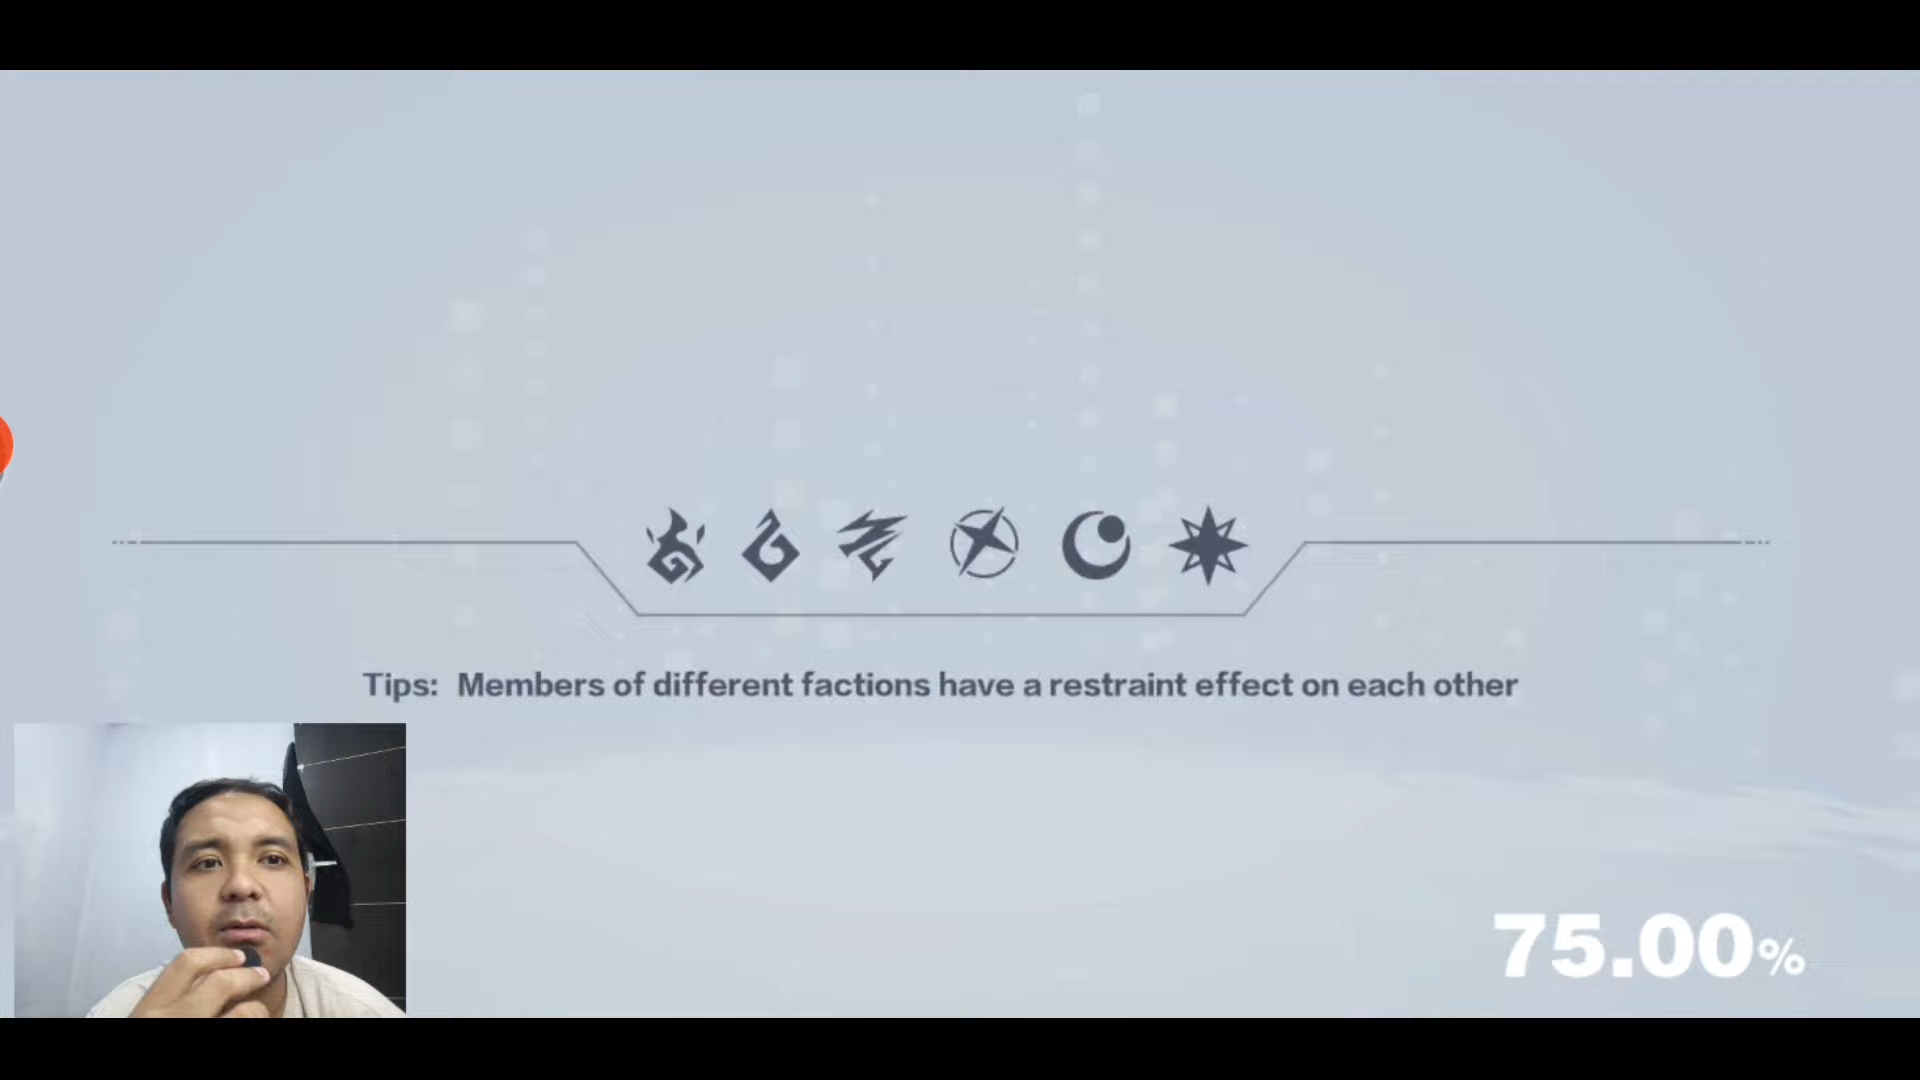 Tips: Members of different factions have a restraint effect on each other
75.00%